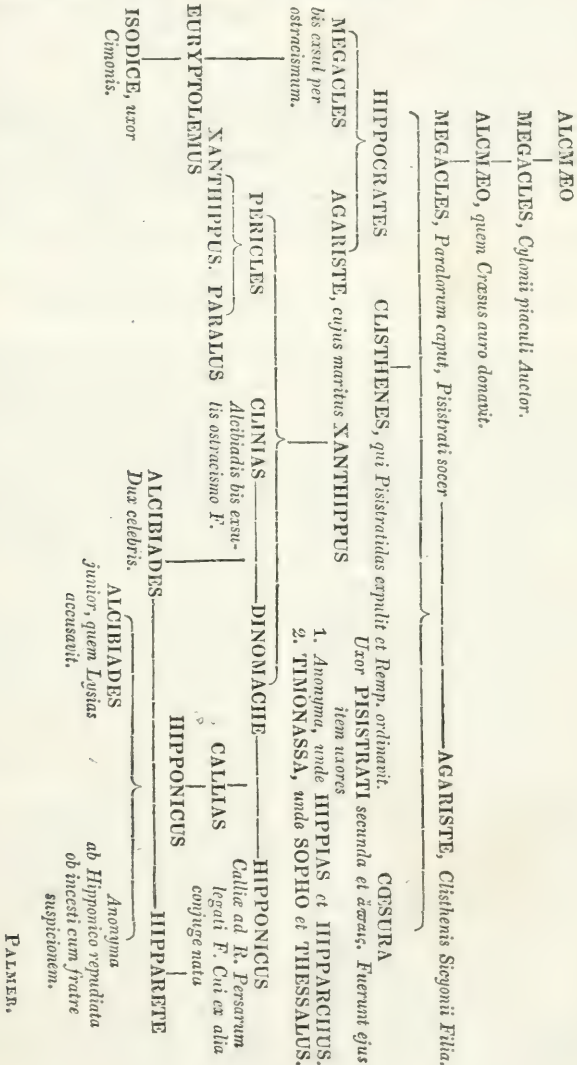 ALCMÆO
MEGACLES, Cylonii piaculi Auctor.
ALCMÆO, quem Crœsus auro donavit.
MEGACLES, Paralorum caput, Pisistrati socer AGARISTE, Clisthenis Sicyonii Filia.
HIPPOCRATES CLISTHENES, qui Pisistratidas expulit et Remp. ordinavit. CŒSURA
Uxor PISISTRATI secunda et ἄϖαις. Fuerunt ejus
item uxores
1. Anonyma, unde HIPPIAS et HIPPARCHUS.
2. TIMONASSA, unde SOPHO et THESSALUS.
MEGACLES AGARISTE, cujus maritus XANTHIPPUS
bis exsul per
ostracismum.
PERICLES CLINIAS DINOMACHE HIPPONICUS
Alcibiadis bis exsu-
lis ostracismo F.
Calliæ ad R. Persarum
legati F. Cui ex alia
conjuge nata
XANTHIPPUS. PARALUS CALLIAS
EURYPTOLEMUS
HIPPONICUS
ALCIBIADES HIPPARETE
Dux celebris.
ISODICE, uxor
Cimonis.
ALCIBIADES
junior, quem Lysias
accusavit.
Anonyma
ab Hipponico repudiata
ob incesti cum fratre
suspicionem.
PALMER.